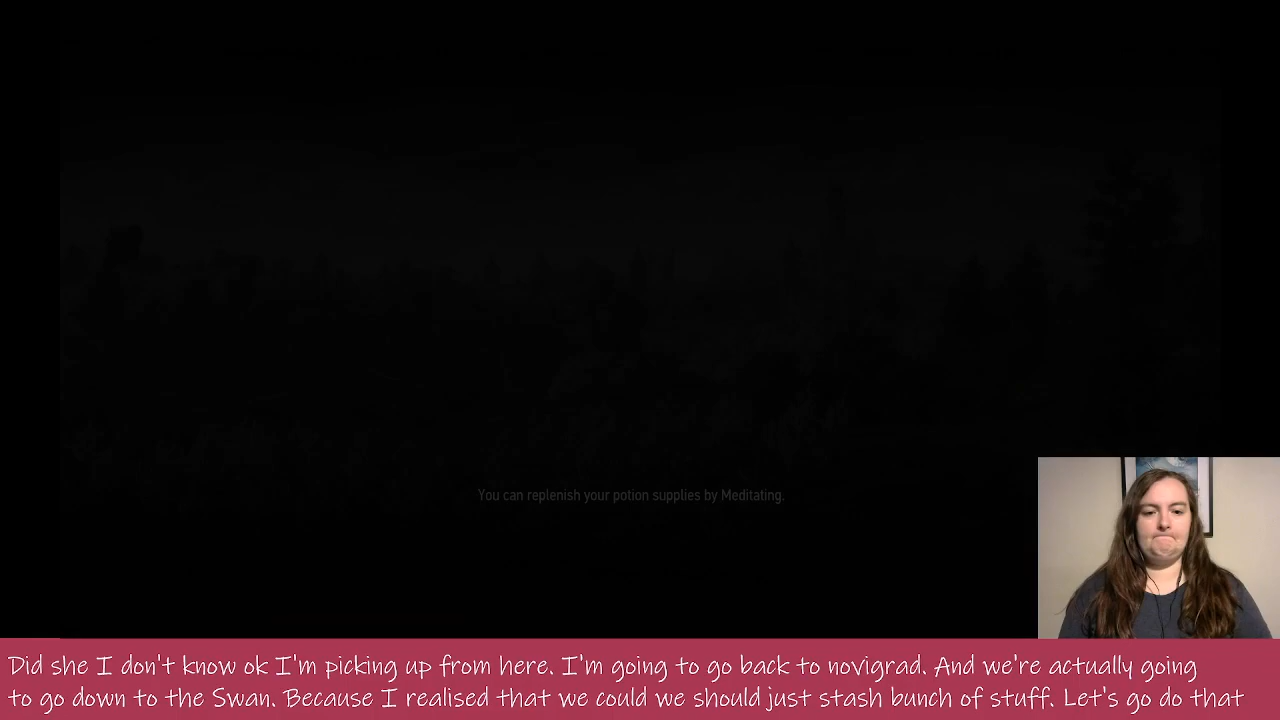 You can replenish your potion supplies by Meditating.
Did she I don't know ok I'm picking up from here. I'm going to go back to novigrad. And we're actually going
to go down to the Swan. Because I realised that we could we should just stash bunch of stuff. Let's go do that